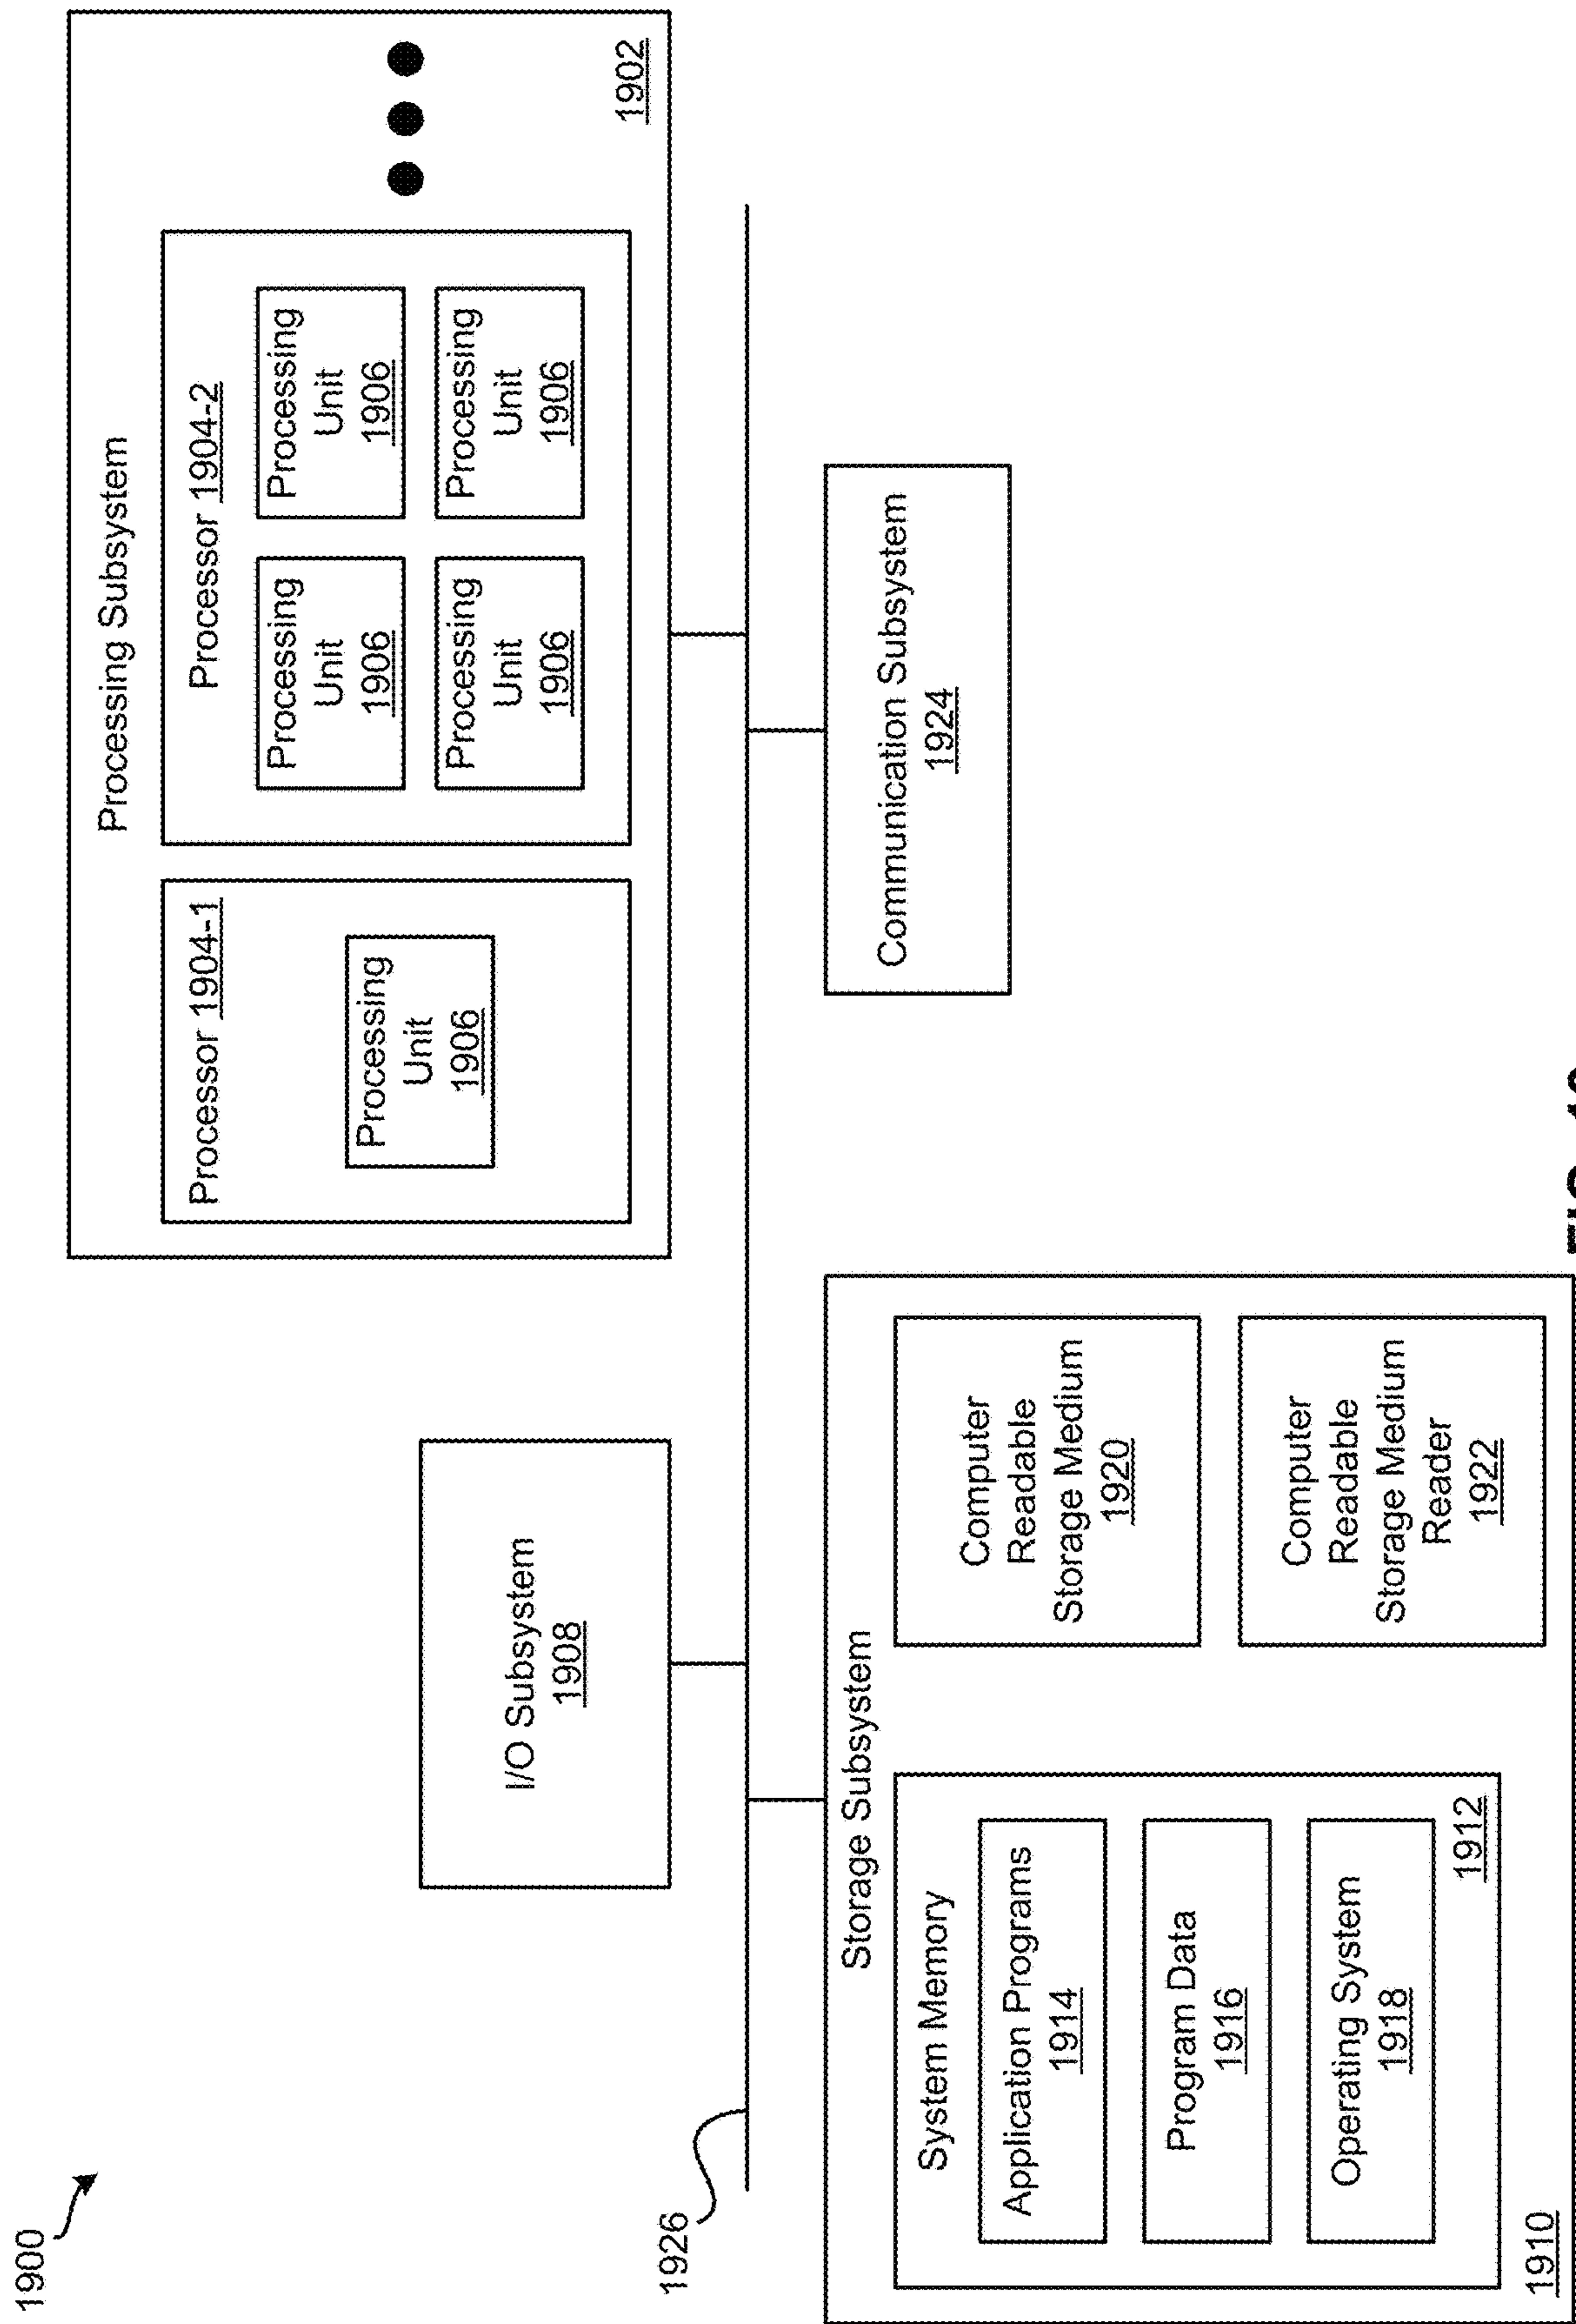 1900
Processing Subsystem
Processor 1904-1
Processing
Unit
1906
Processor 1904-2
Processing
Unit
1906
Processing
Unit
1906
Processing
Unit
1906
Processing
Unit
1906
1902
I/O Subsystem
1908
1926
Storage Subsystem
System Memory
Application Programs
1914
Program Data
1916
Operating System
1918
1912
Computer
Readable
Storage Medium
1920
Computer
Readable
Storage Medium
Reader
1922
1910
Communication Subsystem
1924